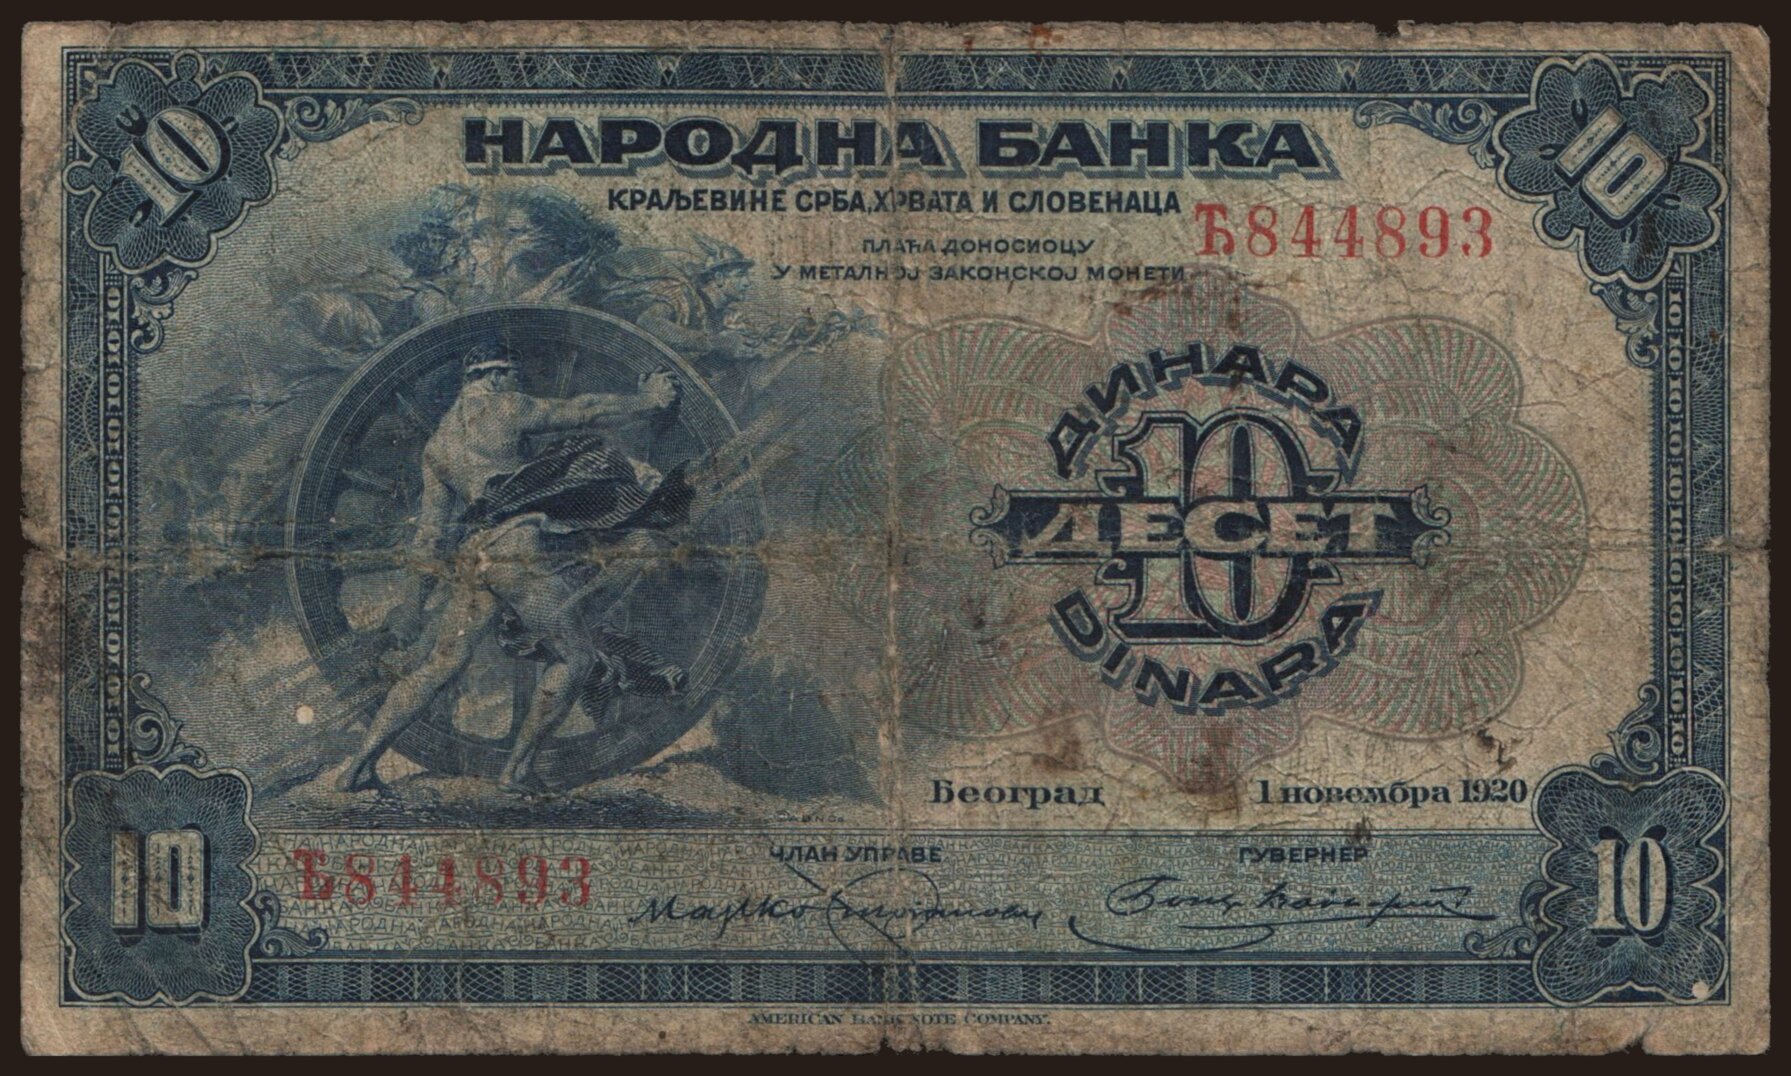 10 10
НАРОДНА БАНКА
КРАЉЕВИНЕ СРБА, ХРВАТА И СЛОВЕНАЦА
Ђ844893
ПЛАЋА ДОНОСИОЦУ
У МЕТАЛНОЈ ЗАКОНСКОЈ МОНЕТИ
ДИНАРА
10
ДЕСЕТ
10
DINARA
Београд 1 новембра 1920
ЧЛАН УПРАВЕ ГУВЕРНЕР
10 Ђ844893 10
AMERICAN BANK NOTE COMPANY.